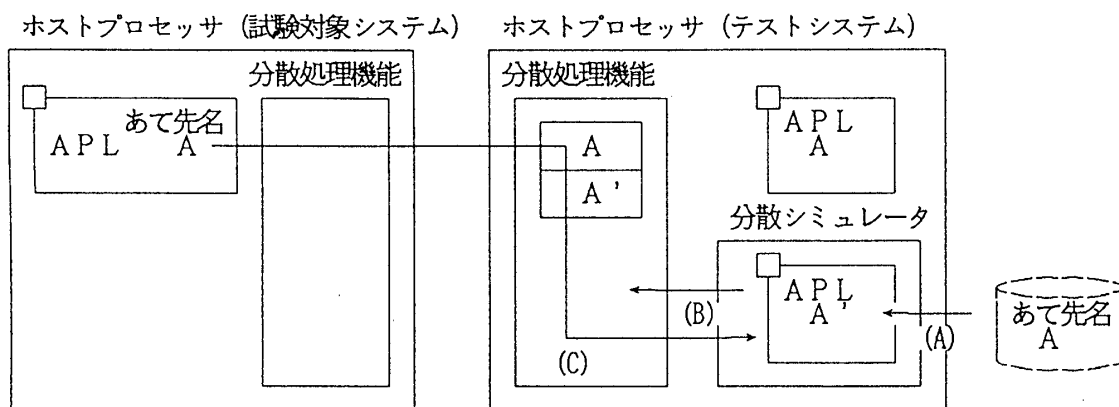 ホストプロセッサ (試験対象システム)
ホストプロセッサ (テストシステム)
分散処理機能
あて先名
APL A
分散処理機能
A
A'
APL
A
分散シミュレータ
APL
A'
(A)
(B)
(C)
あて先名
A